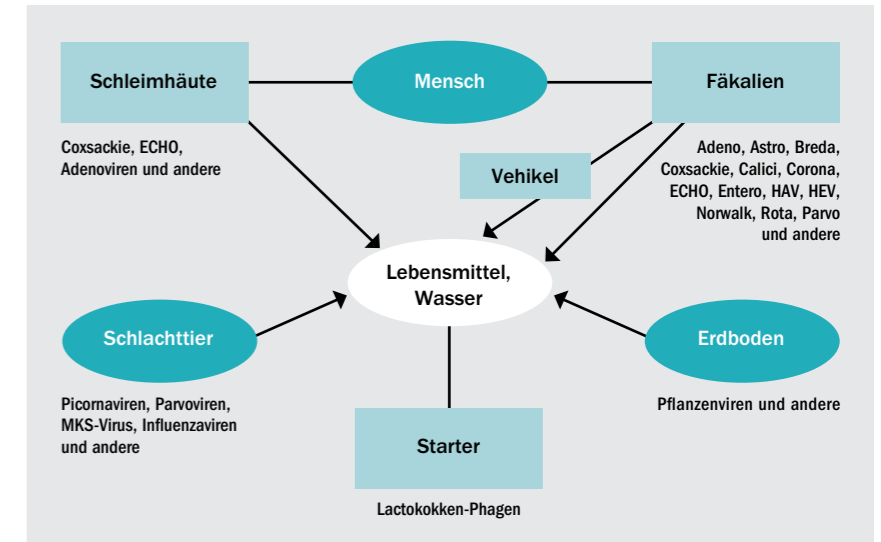 Schleimhäute
Mensch
Fäkalien
Coxsackie, ECHO,
Adenoviren und andere
Adeno, Astro, Breda,
Coxsackie, Calici, Corona,
ECHO, Entero, HAV, HEV,
Norwalk, Rota, Parvo
und andere
Vehikel
Lebensmittel,
Wasser
Schlachttier
Erdboden
Picornaviren, Parvoviren,
MKS-Virus, Influenzaviren
und andere
Pflanzenviren und andere
Starter
Lactokokken-Phagen